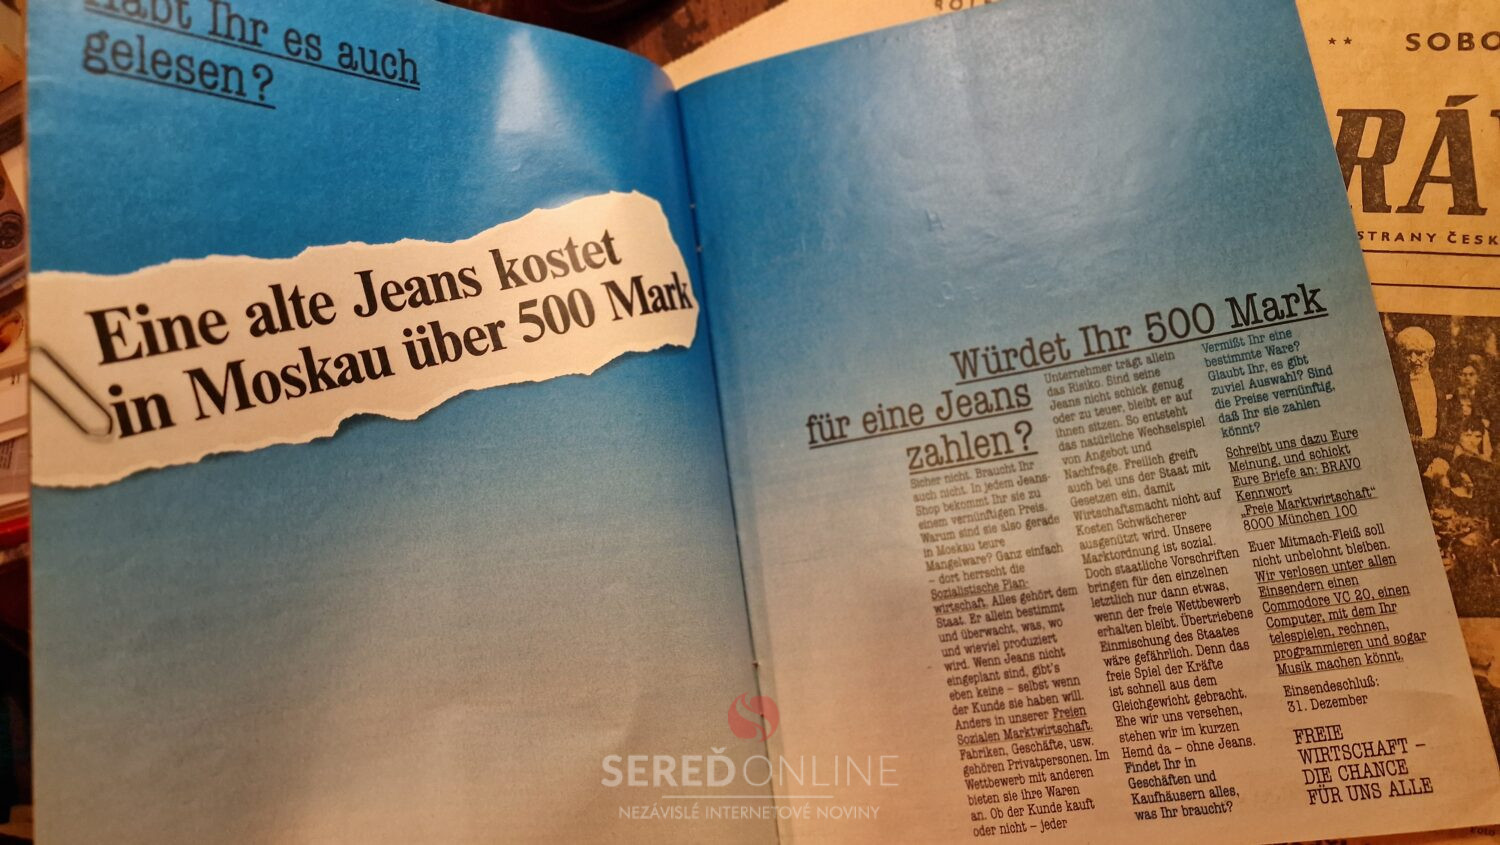 Habt Ihr es auch
gelesen?
Eine alte Jeans kostet
in Moskau über 500 Mark
Würdet Ihr 500 Mark
für eine Jeans
zahlen?
Sicher nicht. Braucht Ihr
auch nicht. In jedem Jeans-
Shop bekommt Ihr sie zu
einem vernünftigen Preis.
Warum sind sie also gerade
in Moskau teure
Mangelware? Ganz einfach
– dort herrscht die
Sozialistische Plan-
wirtschaft. Alles gehört dem
Staat. Er allein bestimmt
und überwacht, was, wo
und wieviel produziert
wird. Wenn Jeans nicht
eingeplant sind, gibt's
eben keine – selbst wenn
der Kunde sie haben will.
Anders in unserer Freien
Sozialen Marktwirtschaft.
Fabriken, Geschäfte, usw.
gehören Privatpersonen. Im
Wettbewerb mit anderen
bieten sie ihre Waren
an. Ob der Kunde kauft
oder nicht – jeder
Unternehmer trägt allein
das Risiko. Sind seine
Jeans nicht schick genug
oder zu teuer, bleibt er auf
ihnen sitzen. So entsteht
das natürliche Wechselspiel
von Angebot und
Nachfrage. Freilich greift
auch bei uns der Staat mit
Gesetzen ein, damit
Wirtschaftsmacht nicht auf
Kosten Schwächerer
ausgenützt wird. Unsere
Marktordnung ist sozial.
Doch staatliche Vorschriften
bringen für den einzelnen
letztlich nur dann etwas,
wenn der freie Wettbewerb
erhalten bleibt. Übertriebene
Einmischung des Staates
wäre gefährlich. Denn das
freie Spiel der Kräfte
ist schnell aus dem
Gleichgewicht gebracht.
Ehe wir uns versehen,
stehen wir im kurzen
Hemd da – ohne Jeans.
Findet Ihr in
Geschäften und
Kaufhäusern alles,
was Ihr braucht?
Vermißt Ihr eine
bestimmte Ware?
Glaubt Ihr, es gibt
zuviel Auswahl? Sind
die Preise vernünftig,
daß Ihr sie zahlen
könnt?
Schreibt uns dazu Eure
Meinung, und schickt
Eure Briefe an: BRAVO
Kennwort
„Freie Marktwirtschaft“
8000 München 100
Euer Mitmach-Fleiß soll
nicht unbelohnt bleiben.
Wir verlosen unter allen
Einsendern einen
Commodore VC 20, einen
Computer, mit dem Ihr
telespielen, rechnen,
programmieren und sogar
Musik machen könnt.
Einsendeschluß:
31. Dezember
FREIE
WIRTSCHAFT –
DIE CHANCE
FÜR UNS ALLE
★★ SOBO
RÁ
STRANY ČESK
SEREĎONLINE
NEZÁVISLÉ INTERNETOVÉ NOVINY